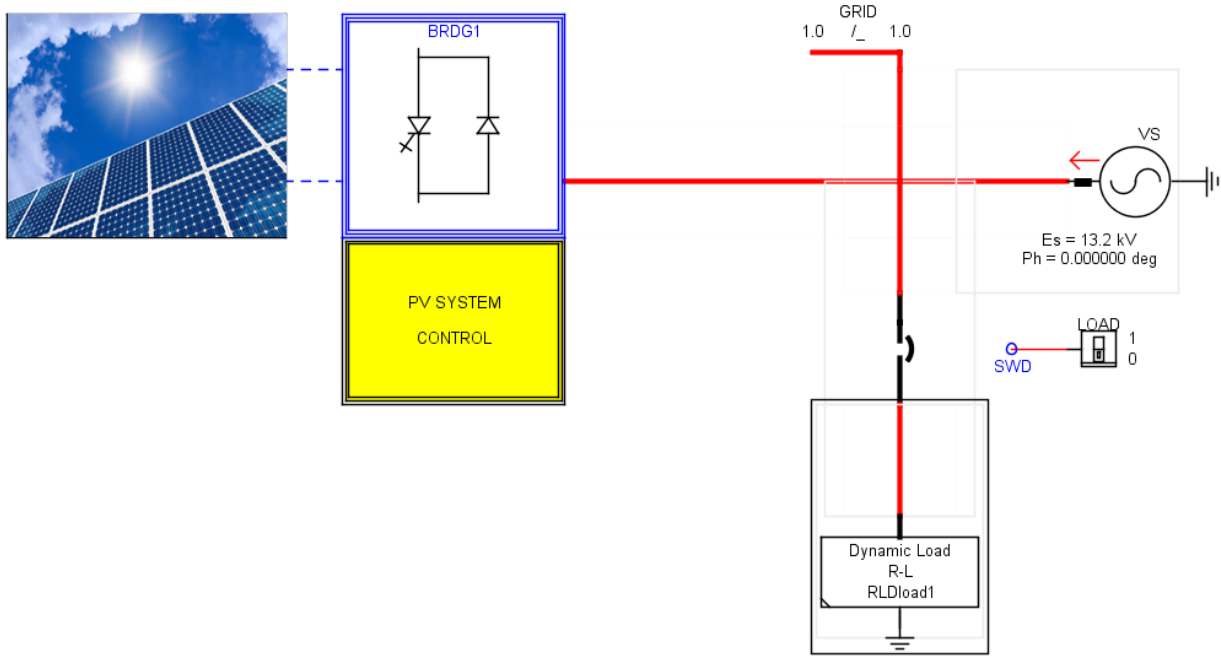 BRDG1
GRID
1.0 /_ 1.0
VS
Es = 13.2 kV
Ph = 0.000000 deg
PV SYSTEM
CONTROL
LOAD
1
0
SWD
Dynamic Load
R-L
RLDload1